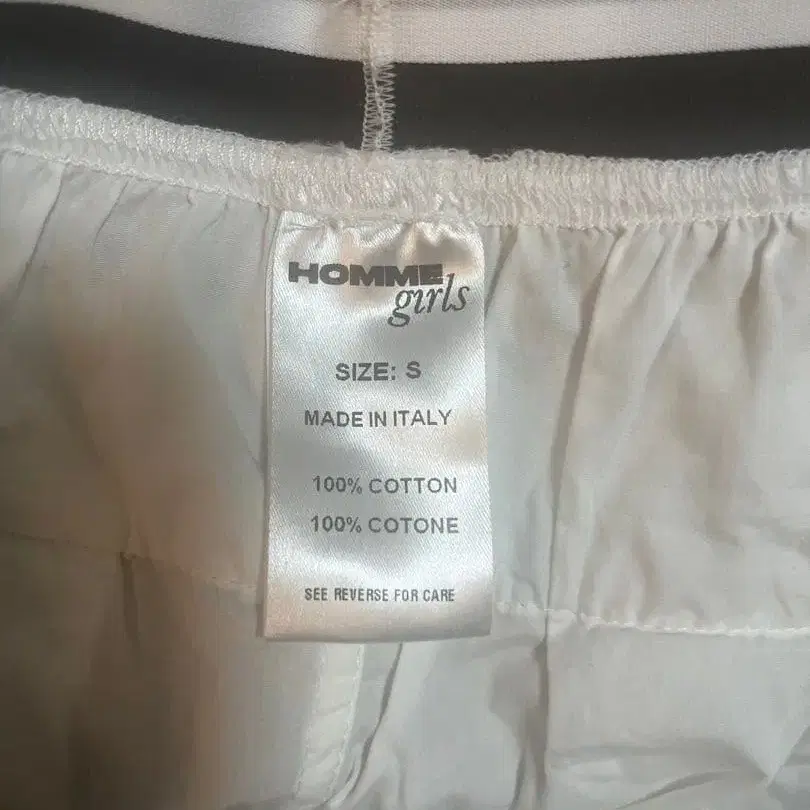 HOMME
girls
SIZE: S
MADE IN ITALY
100% COTTON
100% COTONE
SEE REVERSE FOR CARE